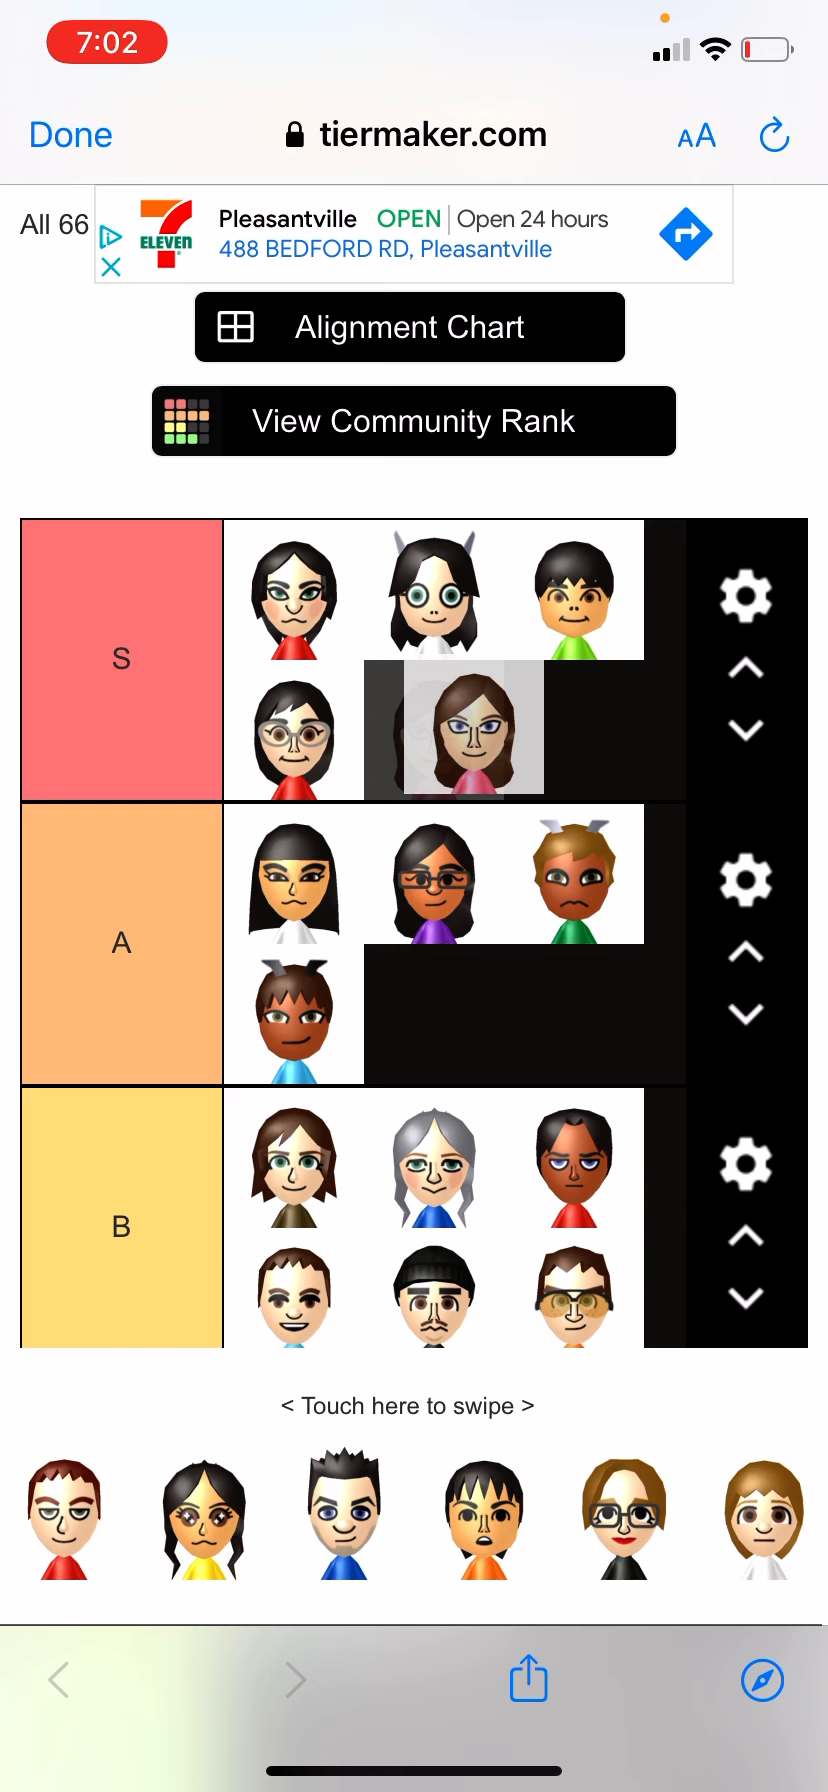 7:02
Done
tiermaker.com
AA
All 66
7
ELEVEN
Pleasantville OPEN | Open 24 hours
488 BEDFORD RD, Pleasantville
Alignment Chart
View Community Rank
S
A
B
< Touch here to swipe >